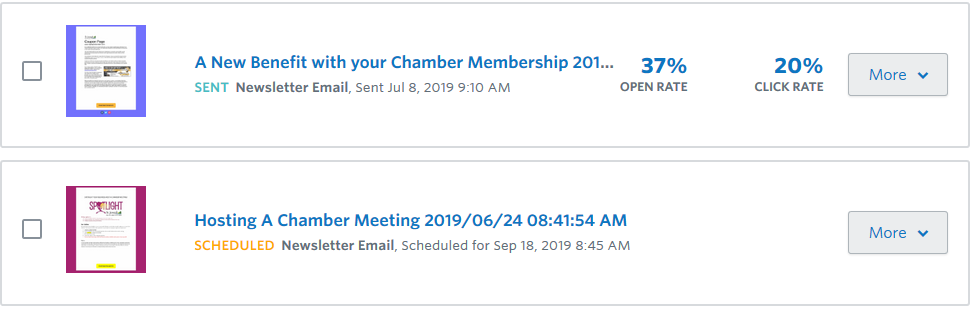 A New Benefit with your Chamber Membership 201...
SENT Newsletter Email, Sent Jul 8, 2019 9:10 AM
37%
OPEN RATE
20%
CLICK RATE
More
SPOTLIGHT
Hosting A Chamber Meeting 2019/06/24 08:41:54 AM
SCHEDULED Newsletter Email, Scheduled for Sep 18, 2019 8:45 AM
More